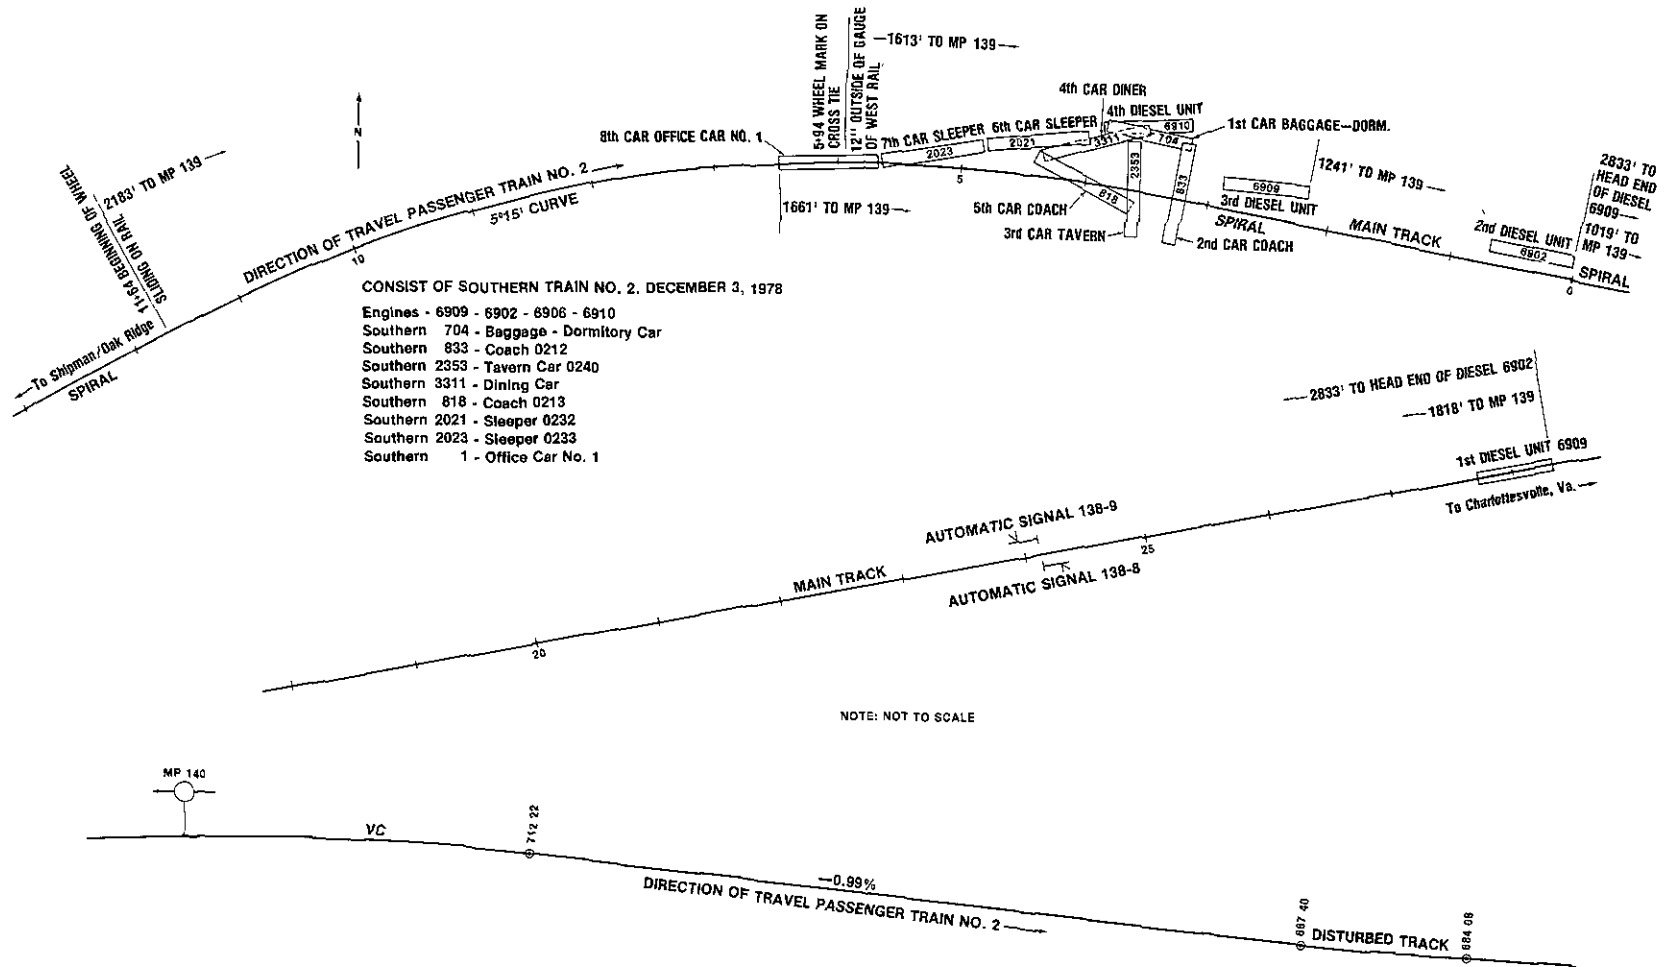 5+94 WHEEL MARK ON
CROSS TIE
12" OUTSIDE OF GAUGE
OF WEST RAIL
1613' TO MP 139
N
8th CAR OFFICE CAR NO. 1
7th CAR SLEEPER
6th CAR SLEEPER
4th CAR DINER
4th DIESEL UNIT
1st CAR BAGGAGE—DORM.
2023
2021
3311
6910
704
2353
833
818
5th CAR COACH
3rd CAR TAVERN
2nd CAR COACH
6909
3rd DIESEL UNIT
1241' TO MP 139
SPIRAL
MAIN TRACK
2nd DIESEL UNIT
6902
2833' TO
HEAD END
OF DIESEL
6909
1019' TO
MP 139
SPIRAL
0
5
1661' TO MP 139
11+64 BEGINNING OF WHEEL
SLIDING ON RAIL
2183' TO MP 139
DIRECTION OF TRAVEL PASSENGER TRAIN NO. 2
5°15' CURVE
10
To Shipman/Oak Ridge
SPIRAL
CONSIST OF SOUTHERN TRAIN NO. 2. DECEMBER 3, 1978
Engines - 6909 - 6902 - 6906 - 6910
Southern 704 - Baggage - Dormitory Car
Southern 833 - Coach 0212
Southern 2353 - Tavern Car 0240
Southern 3311 - Dining Car
Southern 818 - Coach 0213
Southern 2021 - Sleeper 0232
Southern 2023 - Sleeper 0233
Southern 1 - Office Car No. 1
2833' TO HEAD END OF DIESEL 6902
1818' TO MP 139
1st DIESEL UNIT 6909
To Charlottesvolle, Va.
AUTOMATIC SIGNAL 138-9
25
MAIN TRACK
AUTOMATIC SIGNAL 138-8
20
NOTE: NOT TO SCALE
MP 140
VC
712 22
—0.99%
DIRECTION OF TRAVEL PASSENGER TRAIN NO. 2
687 40
DISTURBED TRACK
684 08